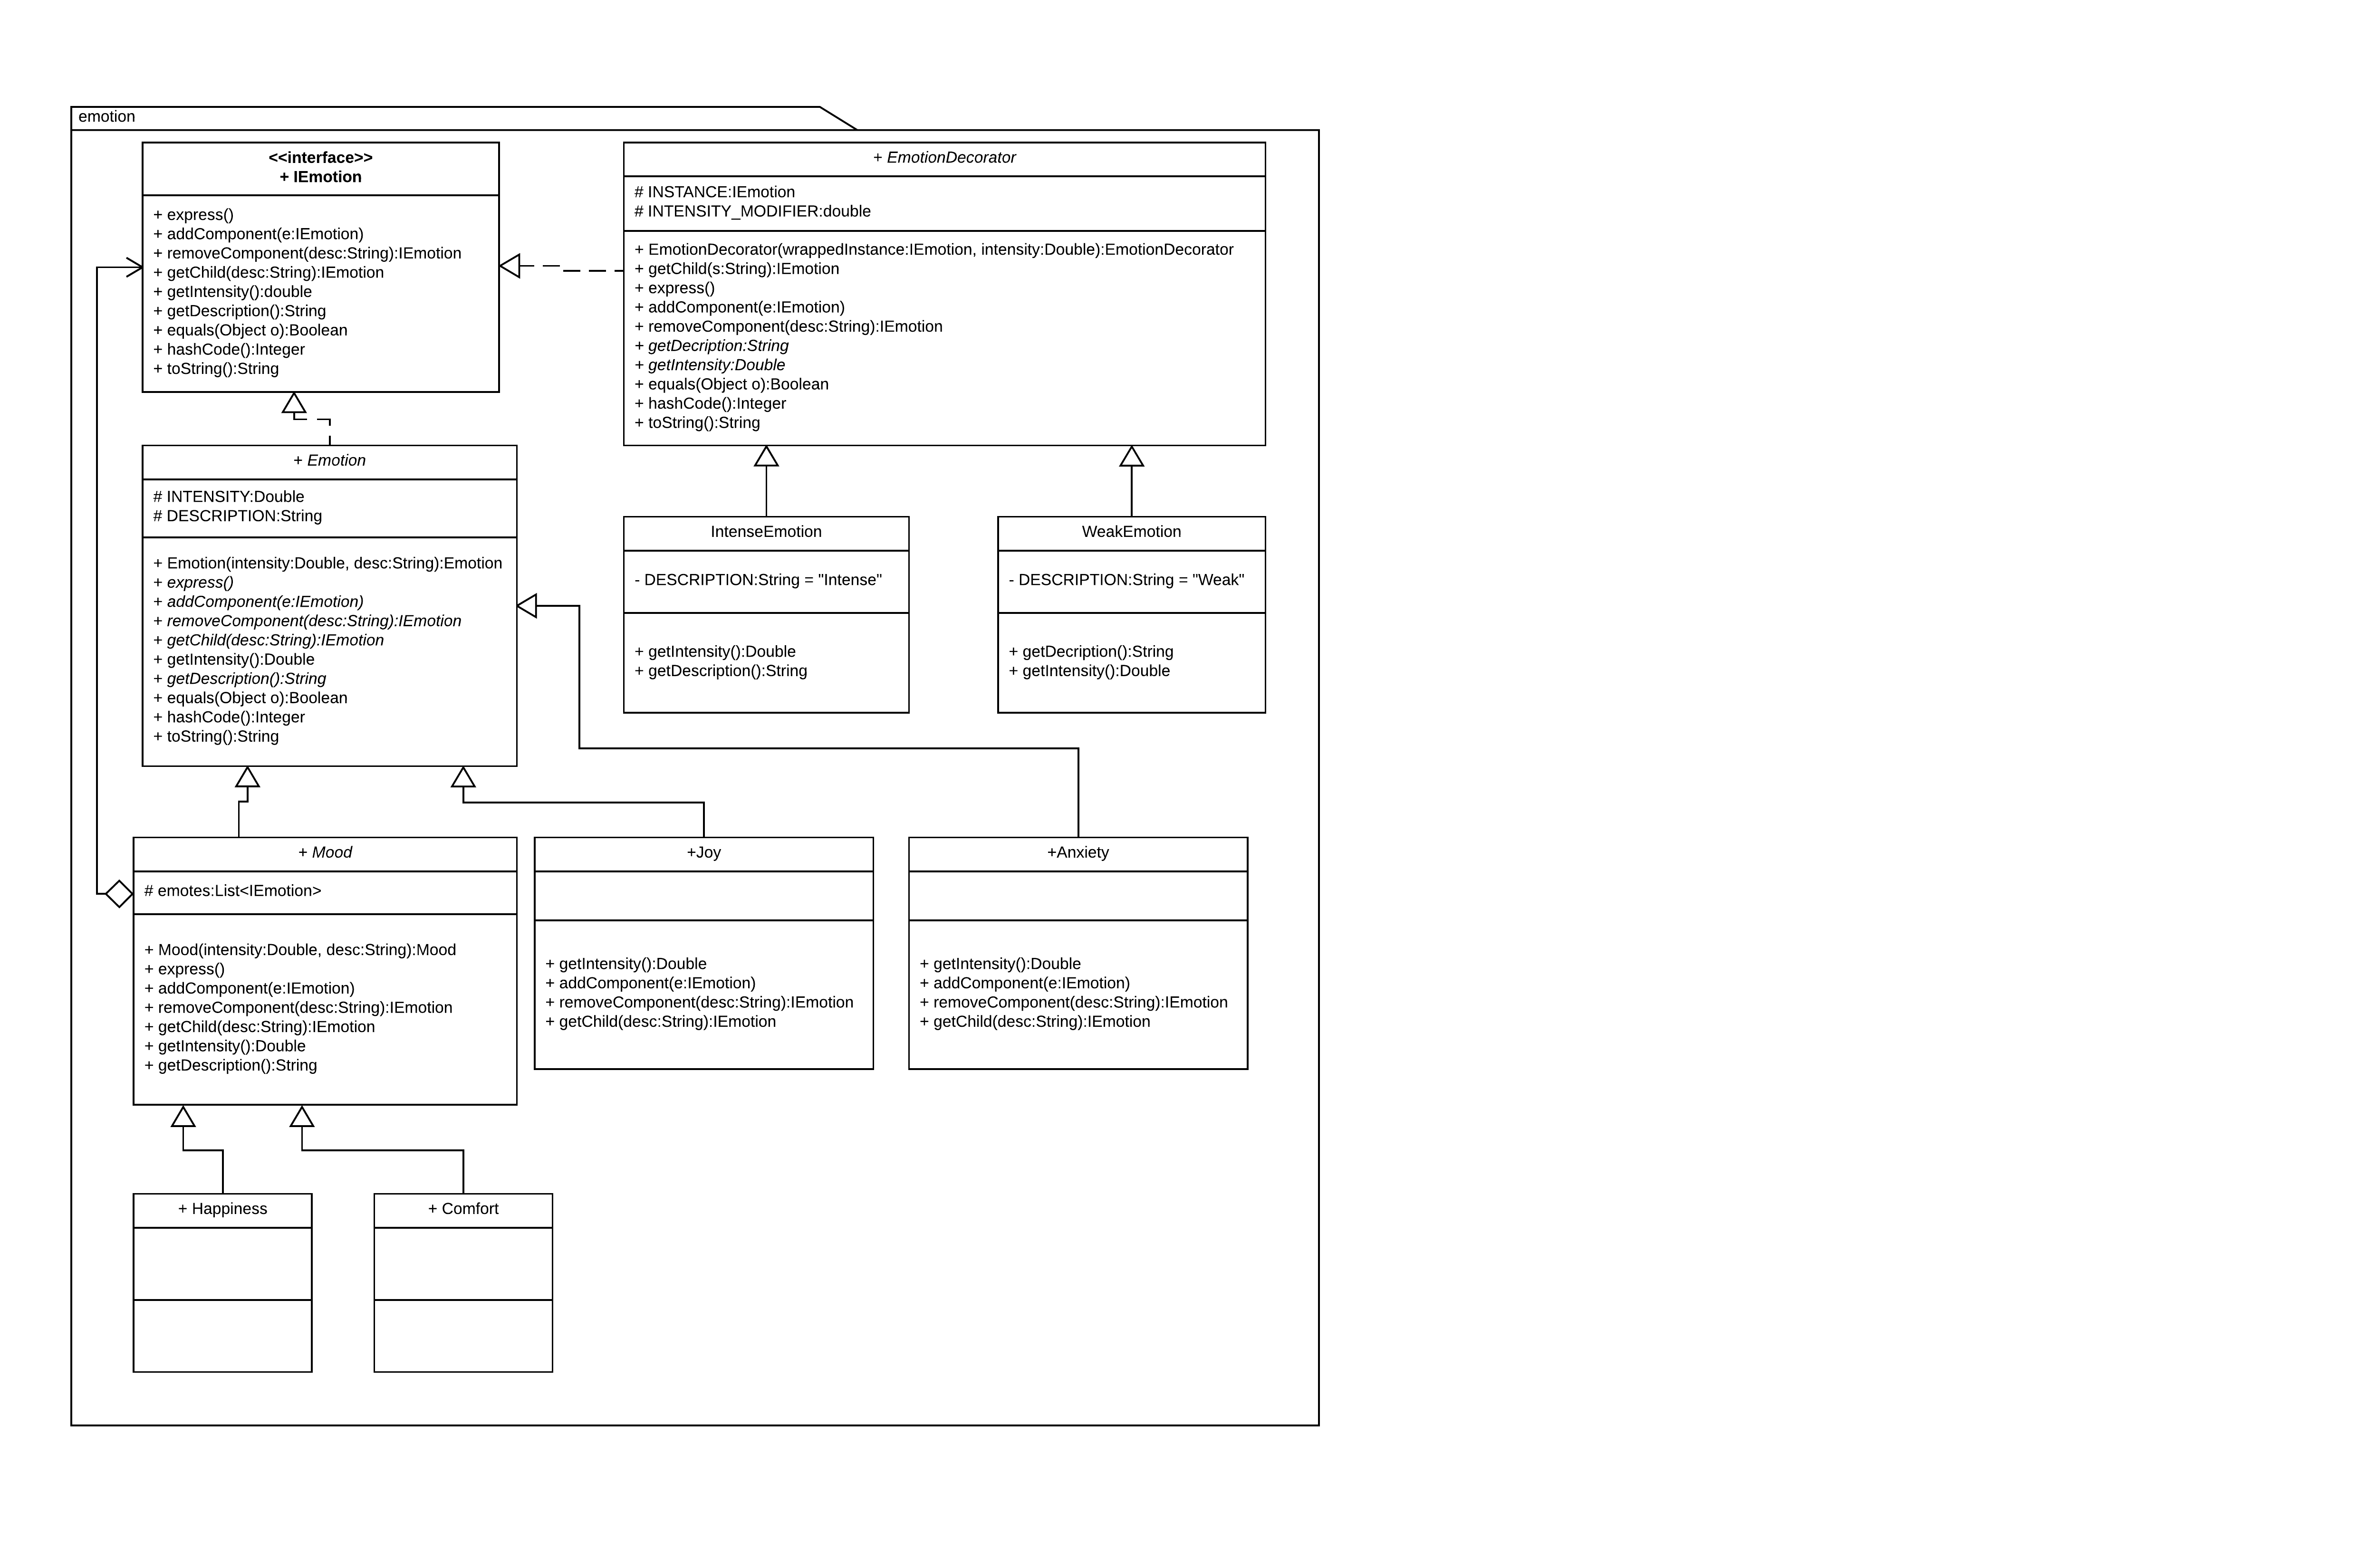 emotion
<<interface>>
+ IEmotion
+ express()
+ addComponent(e:IEmotion)
+ removeComponent(desc:String):IEmotion
+ getChild(desc:String):IEmotion
+ getIntensity():double
+ getDescription():String
+ equals(Object o):Boolean
+ hashCode():Integer
+ toString():String
+ EmotionDecorator
# INSTANCE:IEmotion
# INTENSITY_MODIFIER:double
+ EmotionDecorator(wrappedInstance:IEmotion, intensity:Double):EmotionDecorator
+ getChild(s:String):IEmotion
+ express()
+ addComponent(e:IEmotion)
+ removeComponent(desc:String):IEmotion
+ getDecription:String
+ getIntensity:Double
+ equals(Object o):Boolean
+ hashCode():Integer
+ toString():String
+ Emotion
# INTENSITY:Double
# DESCRIPTION:String
+ Emotion(intensity:Double, desc:String):Emotion
+ express()
+ addComponent(e:IEmotion)
+ removeComponent(desc:String):IEmotion
+ getChild(desc:String):IEmotion
+ getIntensity():Double
+ getDescription():String
+ equals(Object o):Boolean
+ hashCode():Integer
+ toString():String
IntenseEmotion
- DESCRIPTION:String = "Intense"
+ getIntensity():Double
+ getDescription():String
WeakEmotion
- DESCRIPTION:String = "Weak"
+ getDecription():String
+ getIntensity():Double
+ Mood
# emotes:List<IEmotion>
+ Mood(intensity:Double, desc:String):Mood
+ express()
+ addComponent(e:IEmotion)
+ removeComponent(desc:String):IEmotion
+ getChild(desc:String):IEmotion
+ getIntensity():Double
+ getDescription():String
+Joy
+ getIntensity():Double
+ addComponent(e:IEmotion)
+ removeComponent(desc:String):IEmotion
+ getChild(desc:String):IEmotion
+Anxiety
+ getIntensity():Double
+ addComponent(e:IEmotion)
+ removeComponent(desc:String):IEmotion
+ getChild(desc:String):IEmotion
+ Happiness
+ Comfort